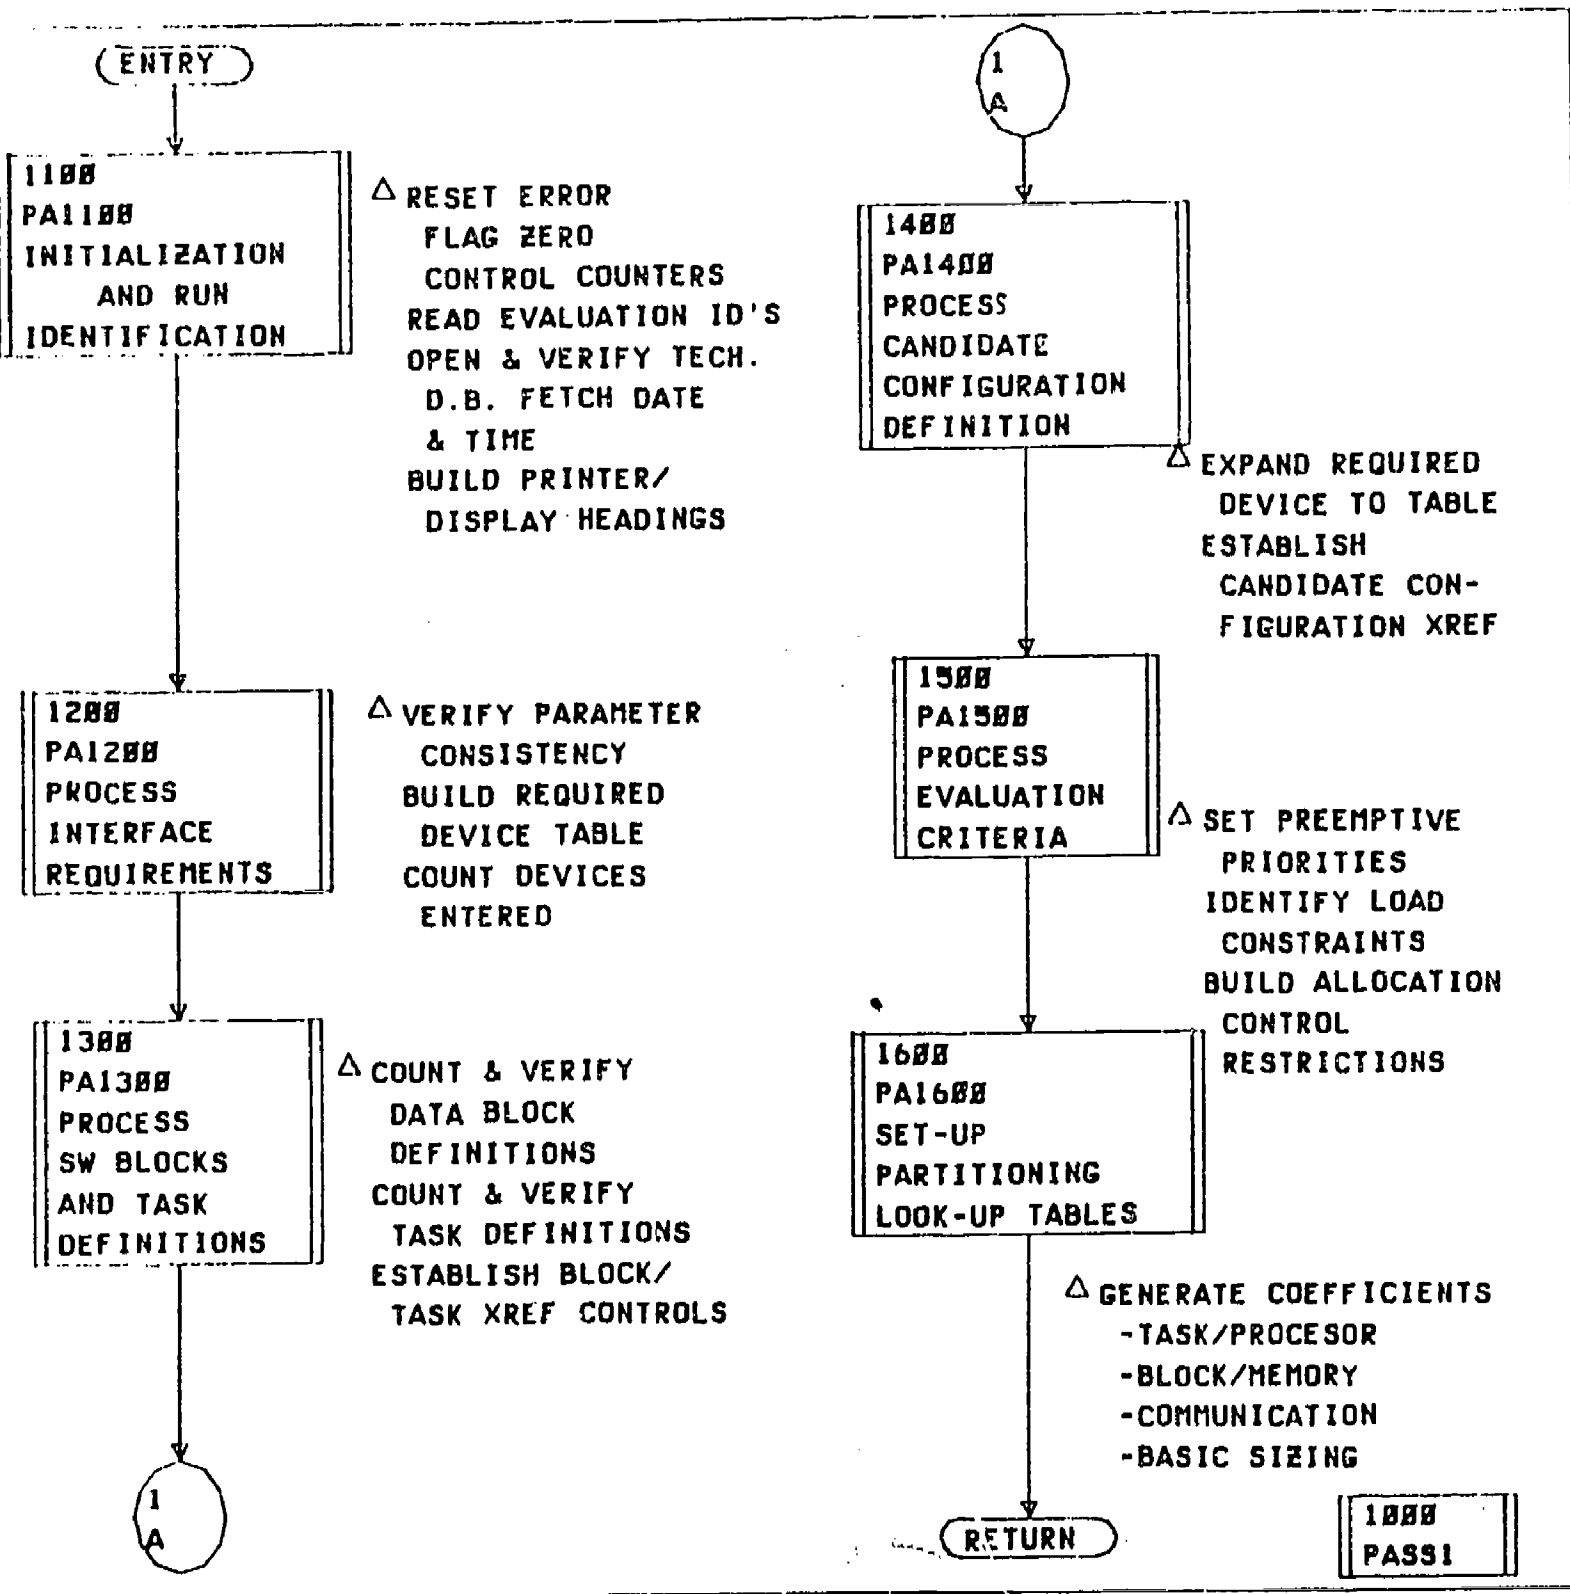 ENTRY
1100
PA1100
INITIALIZATION
AND RUN
IDENTIFICATION
RESET ERROR
FLAG ZERO
CONTROL COUNTERS
READ EVALUATION ID'S
OPEN & VERIFY TECH.
D.B. FETCH DATE
& TIME
BUILD PRINTER/
DISPLAY HEADINGS
1200
PA1200
PROCESS
INTERFACE
REQUIREMENTS
VERIFY PARAMETER
CONSISTENCY
BUILD REQUIRED
DEVICE TABLE
COUNT DEVICES
ENTERED
1300
PA1300
PROCESS
SW BLOCKS
AND TASK
DEFINITIONS
COUNT & VERIFY
DATA BLOCK
DEFINITIONS
COUNT & VERIFY
TASK DEFINITIONS
ESTABLISH BLOCK/
TASK XREF CONTROLS
1
A
1
A
1400
PA1400
PROCESS
CANDIDATE
CONFIGURATION
DEFINITION
EXPAND REQUIRED
DEVICE TO TABLE
ESTABLISH
CANDIDATE CON-
FIGURATION XREF
1500
PA1500
PROCESS
EVALUATION
CRITERIA
SET PREEMPTIVE
PRIORITIES
IDENTIFY LOAD
CONSTRAINTS
BUILD ALLOCATION
CONTROL
RESTRICTIONS
1600
PA1600
SET-UP
PARTITIONING
LOOK-UP TABLES
GENERATE COEFFICIENTS
-TASK/PROCESOR
-BLOCK/MEMORY
-COMMUNICATION
-BASIC SIZING
RETURN
1000
PASS1